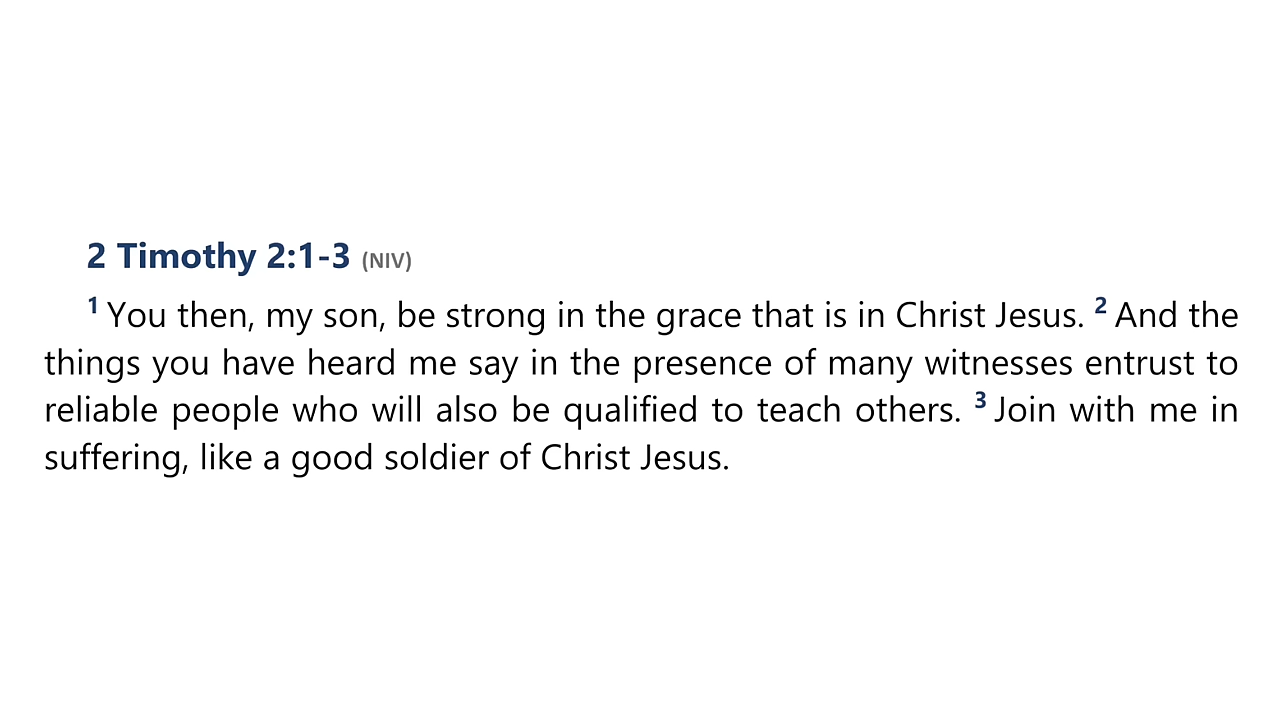 2 Timothy 2:1-3 (NIV)
1 You then, my son, be strong in the grace that is in Christ Jesus. 2 And the
things you have heard me say in the presence of many witnesses entrust to
reliable people who will also be qualified to teach others. 3 Join with me in
suffering, like a good soldier of Christ Jesus.